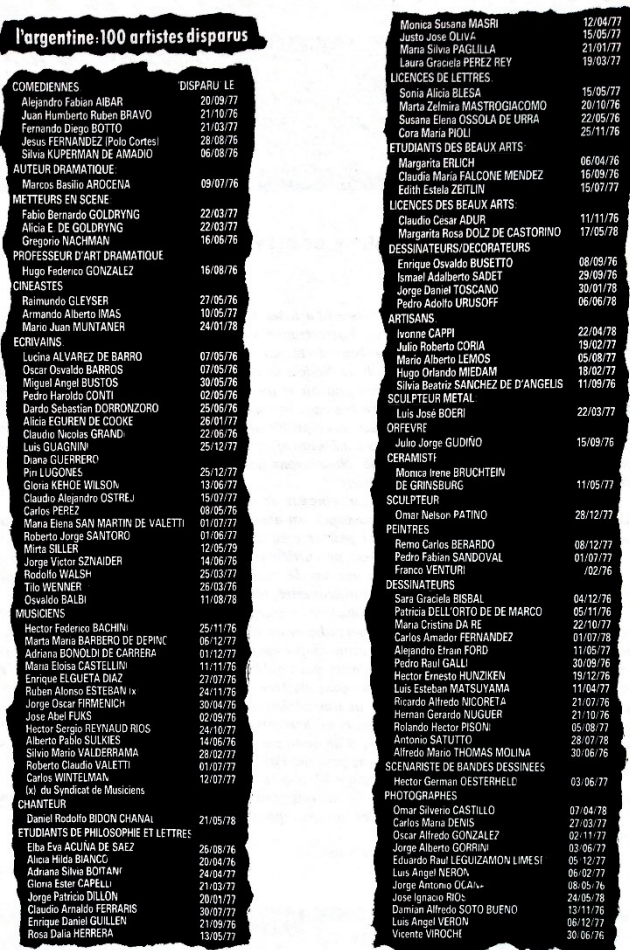 l'argentine: 100 artistes disparus
COMEDIENNES 'DISPARU' LE
Alejandro Fabian AIBAR 20/09/77
Juan Humberto Ruben BRAVO 21/10/76
Fernando Diego BOTTO 21/03/77
Jesus FERNANDEZ (Polo Cortes) 28/08/76
Silvia KUPERMAN DE AMADIO 06/08/76
AUTEUR DRAMATIQUE:
Marcos Basilio AROCENA 09/07/76
METTEURS EN SCENE
Fabio Bernardo GOLDRYNG 22/03/77
Alicia E. DE GOLDRYNG 22/03/77
Gregorio NACHMAN 16/06/76
PROFESSEUR D'ART DRAMATIQUE
Hugo Federico GONZALEZ 16/08/76
CINEASTES
Raimundo GLEYSER 27/05/76
Armando Alberto IMAS 10/05/77
Mario Juan MUNTANER 24/01/78
ECRIVAINS
Lucina ALVAREZ DE BARRO 07/05/76
Oscar Osvaldo BARROS 07/05/76
Miguel Angel BUSTOS 30/05/76
Pedro Haroldo CONTI 02/05/76
Dardo Sebastian DORRONZORO 25/06/76
Alicia EGUREN DE COOKE 26/01/77
Claudio Nicolas GRANDI 22/06/76
Luis GUAGNINI 25/12/77
Diana GUERRERO
Piri LUGONES 25/12/77
Gloria KEHOE WILSON 13/06/77
Claudio Alejandro OSTREJ 15/07/77
Carlos PEREZ 08/05/76
Maria Elena SAN MARTIN DE VALETTI 01/07/77
Roberto Jorge SANTORO 01/06/77
Mirta SILLER 12/05/79
Jorge Victor SZNAIDER 14/06/76
Rodolfo WALSH 25/03/77
Tilo WENNER 26/03/76
Osvaldo BALBI 11/08/78
MUSICIENS
Hector Federico BACHINI 25/11/76
Marta Maria BARBERO DE DEPINO 06/12/77
Adriana BONOLDI DE CARRERA 01/12/77
Maria Eloisa CASTELLINI 11/11/76
Enrique ELGUETA DIAZ 27/07/76
Ruben Alonso ESTEBAN (x 24/11/76
Jorge Oscar FIRMENICH 30/04/76
Jose Abel FUKS 02/09/76
Hector Sergio REYNAUD RIOS 24/10/77
Alberto Pablo SULKIES 14/06/76
Silvio Mario VALDERRAMA 28/02/77
Roberto Claudio VALETTI 01/07/77
Carlos WINTELMAN 12/07/77
(x) du Syndicat de Musiciens
CHANTEUR
Daniel Rodolfo BIDON CHANAL 21/05/78
ETUDIANTS DE PHILOSOPHIE ET LETTRES
Elba Eva ACUÑA DE SAEZ 26/08/76
Alicia Hilda BIANCO 20/04/76
Adriana Silvia BOITANO 24/04/77
Gloria Ester CAPELLI 21/03/77
Jorge Patricio DILLON 20/01/77
Claudio Arnaldo FERRARIS 30/07/77
Enrique Daniel GUILLEN 21/09/76
Rosa Dalia HERRERA 13/05/77
Monica Susana MASRI 12/04/77
Justo Jose OLIVA 15/05/77
Maria Silvia PAGLILLA 21/01/77
Laura Graciela PEREZ REY 19/03/77
LICENCES DE LETTRES:
Sonia Alicia BLESA 15/05/77
Marta Zelmira MASTROGIACOMO 20/10/76
Susana Elena OSSOLA DE URRA 22/05/76
Cora Maria PIOLI 25/11/76
ETUDIANTS DES BEAUX ARTS:
Margarita ERLICH 06/04/76
Claudia María FALCONE MENDEZ 16/09/76
Edith Estela ZEITLIN 15/07/77
LICENCES DES BEAUX ARTS:
Claudio Cesar ADUR 11/11/76
Margarita Rosa DOLZ DE CASTORINO 17/05/78
DESSINATEURS/DECORATEURS
Enrique Osvaldo BUSETTO 08/09/76
Ismael Adalberto SADET 29/09/76
Jorge Daniel TOSCANO 30/01/78
Pedro Adolfo URUSOFF 06/06/78
ARTISANS:
Ivonne CAPPI 22/04/78
Julio Roberto CORIA 19/02/77
Mario Alberto LEMOS 05/08/77
Hugo Orlando MIEDAM 18/02/77
Silvia Beatriz SANCHEZ DE D'ANGELIS 11/09/76
SCULPTEUR METAL:
Luis José BOERI 22/03/77
ORFEVRE
Julio Jorge GUDIÑO 15/09/76
CERAMISTE
Monica Irene BRUCHTEIN
DE GRINSBURG 11/05/77
SCULPTEUR
Omar Nelson PATINO 28/12/77
PEINTRES
Remo Carlos BERARDO 08/12/77
Pedro Fabian SANDOVAL 01/07/77
Franco VENTURI /02/76
DESSINATEURS
Sara Graciela BISBAL 04/12/76
Patricia DELL'ORTO DE DE MARCO 05/11/76
Maria Cristina DA RE 22/10/77
Carlos Amador FERNANDEZ 01/07/78
Alejandro Efrain FORD 11/05/77
Pedro Raul GALLI 30/09/76
Hector Ernesto HUNZIKEN 19/12/76
Luis Esteban MATSUYAMA 11/04/77
Ricardo Alfredo NICORETA 21/07/76
Hernan Gerardo NUGUER 21/10/76
Rolando Hector PISONI 05/08/77
Antonio SATUTTO 28/07/78
Alfredo Mario THOMAS MOLINA 30/06/76
SCENARISTE DE BANDES DESSINEES
Hector German OESTERHELD 03/06/77
PHOTOGRAPHES
Omar Silverio CASTILLO 07/04/78
Carlos Maria DENIS 27/03/77
Oscar Alfredo GONZALEZ 02/11/77
Jorge Alberto GORRINI 03/06/77
Eduardo Raul LEGUIZAMON LIMESI 05/12/77
Luis Angel NERON 06/02/77
Jorge Antonio OCAN 08/05/76
Jose Ignacio RIOS 24/05/78
Damian Alfredo SOTO BUENO 13/11/76
Luis Angel VERON 06/12/77
Vicente VIROCHE 30/06/76